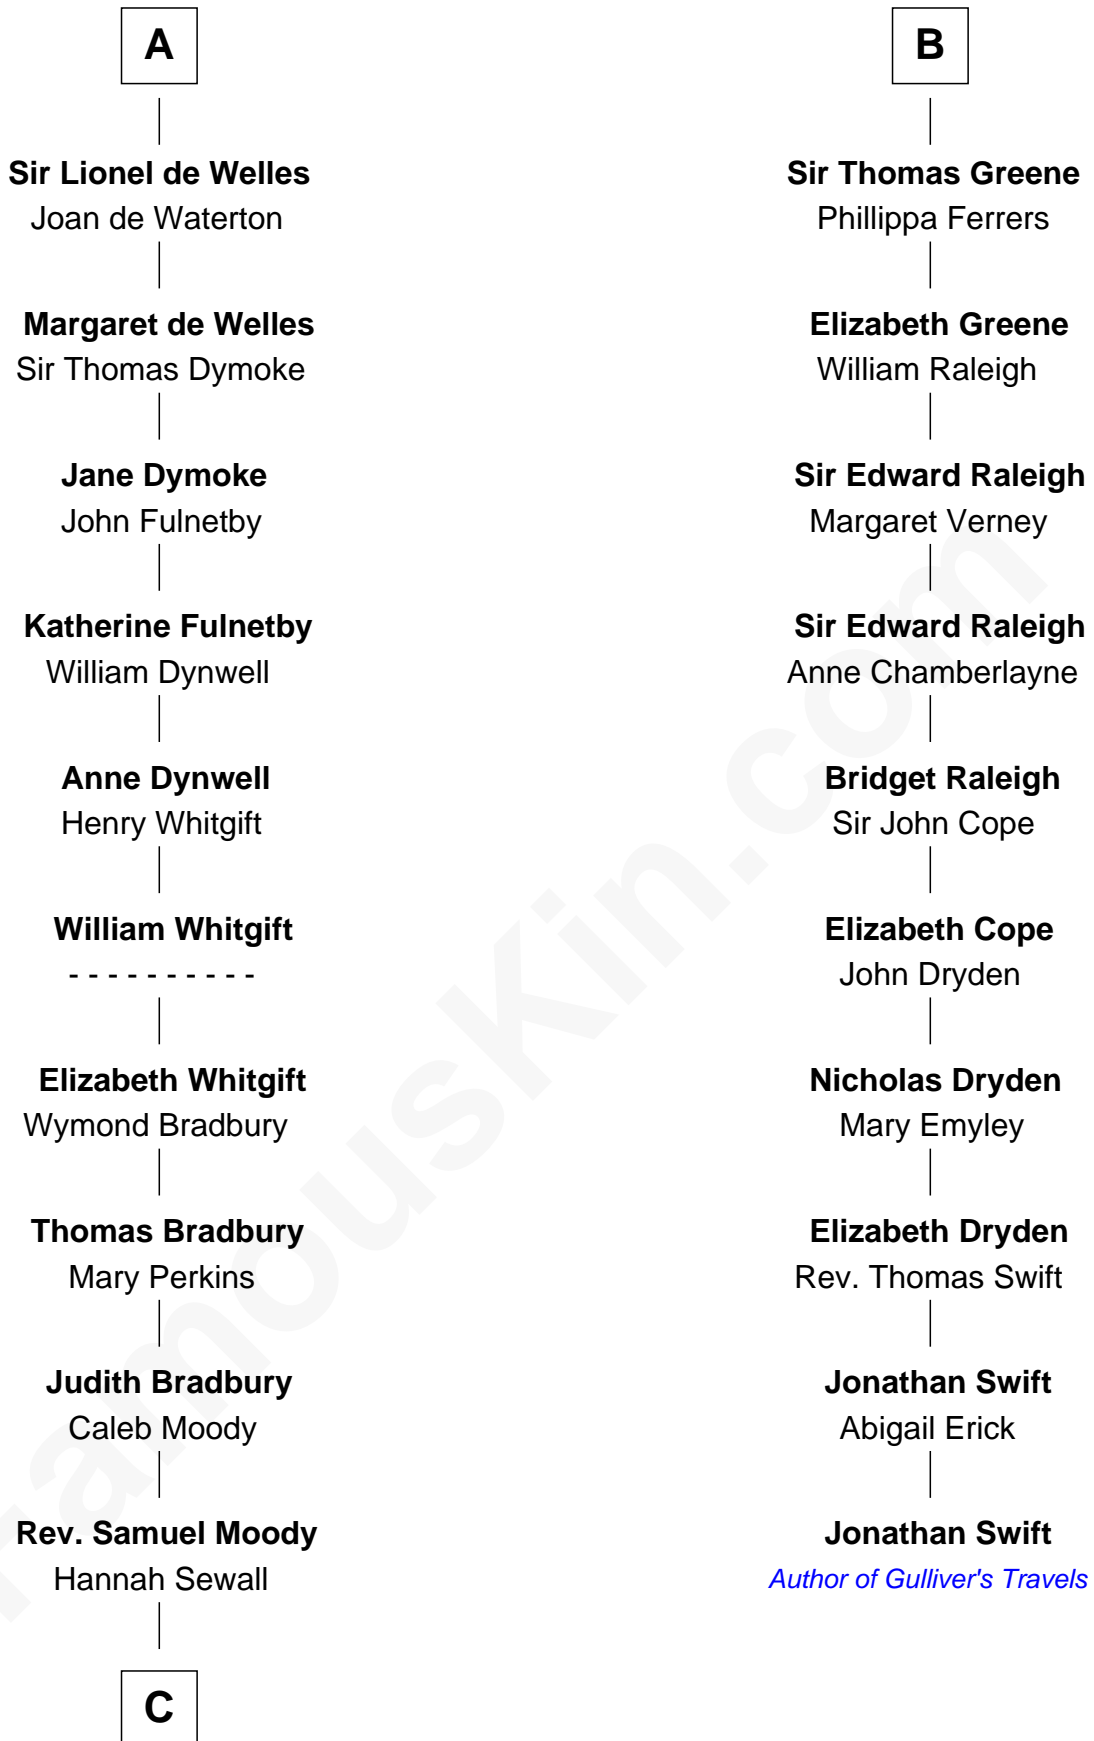 A
Sir Lionel de Welles
Joan de Waterton
Margaret de Welles
Sir Thomas Dymoke
Jane Dymoke
John Fulnetby
Katherine Fulnetby
William Dynwell
Anne Dynwell
Henry Whitgift
William Whitgift
- - - - - - - - - -
Elizabeth Whitgift
Wymond Bradbury
Thomas Bradbury
Mary Perkins
Judith Bradbury
Caleb Moody
Rev. Samuel Moody
Hannah Sewall
C
B
Sir Thomas Greene
Phillippa Ferrers
Elizabeth Greene
William Raleigh
Sir Edward Raleigh
Margaret Verney
Sir Edward Raleigh
Anne Chamberlayne
Bridget Raleigh
Sir John Cope
Elizabeth Cope
John Dryden
Nicholas Dryden
Mary Emyley
Elizabeth Dryden
Rev. Thomas Swift
Jonathan Swift
Abigail Erick
Jonathan Swift
Author of Gulliver's Travels
FamousKin.com